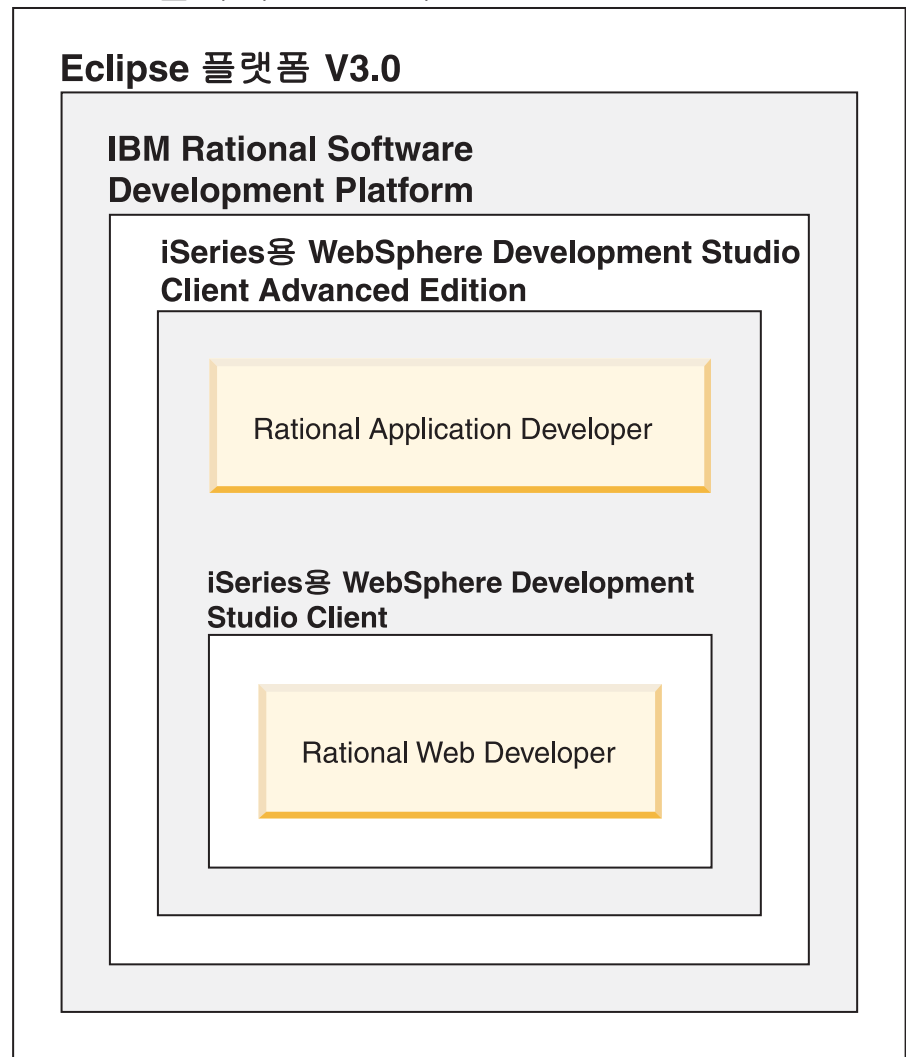 Eclipse 플랫폼 V3.0
IBM Rational Software
Development Platform
iSeries용 WebSphere Development Studio
Client Advanced Edition
Rational Application Developer
iSeries용 WebSphere Development
Studio Client
Rational Web Developer